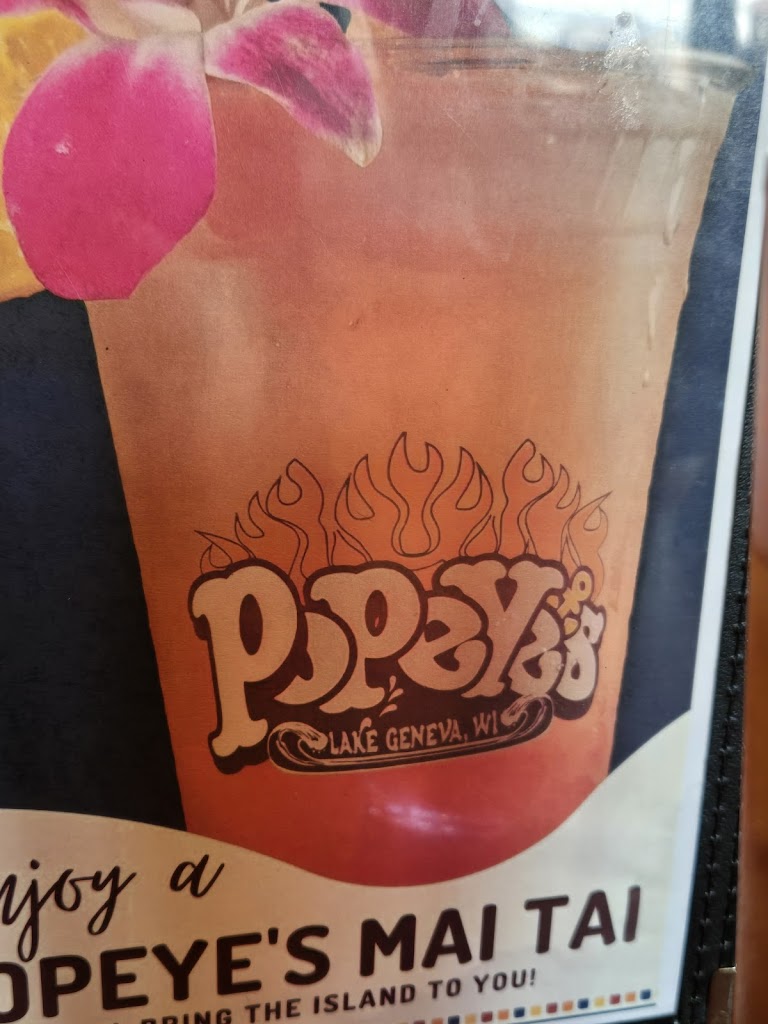 POPEYE'S
LAKE GENEVA, WI
njoy a
OPEYE'S MAI TAI
BRING THE ISLAND TO YOU!